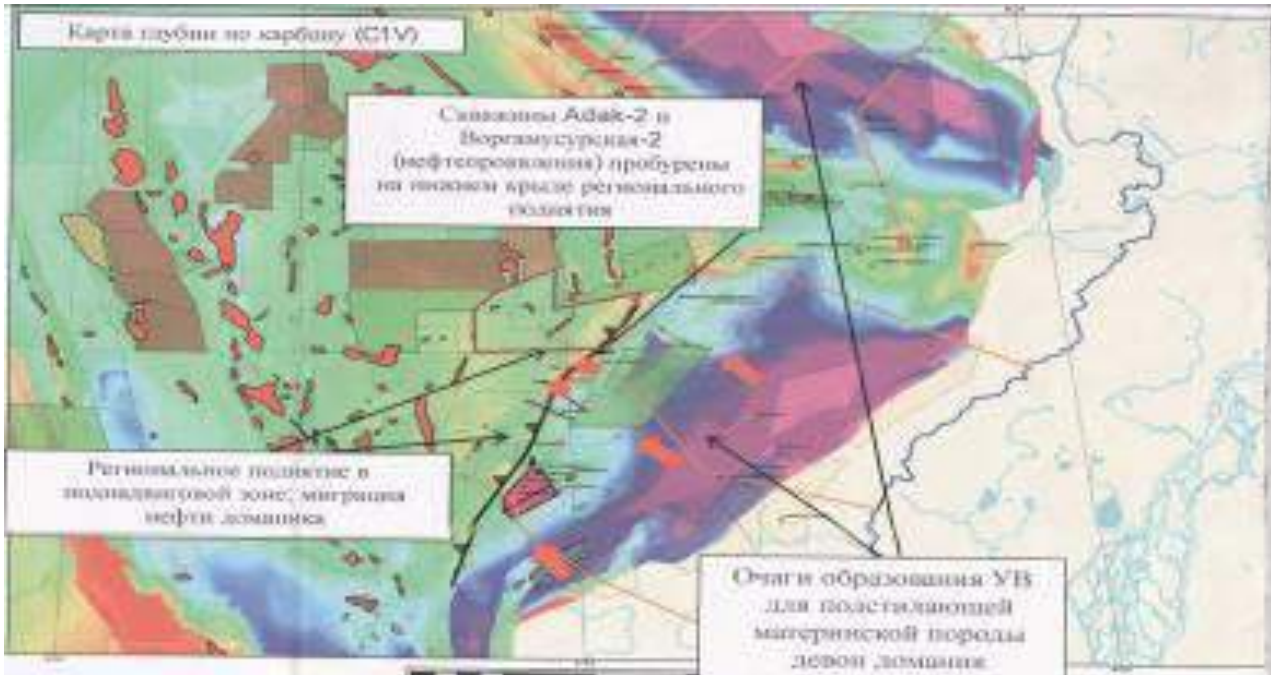 Карта глубин по карбону (C1V)
Скважины Adak-2 и
Воргамусурская-2
(нефтепроявления) пробурены
на нижнем крыле регионального
поднятия
Региональное поднятие в
поднадвиговой зоне; миграция
нефти доманика
Очаги образования УВ
для подстилающей
материнской породы
девон доманик